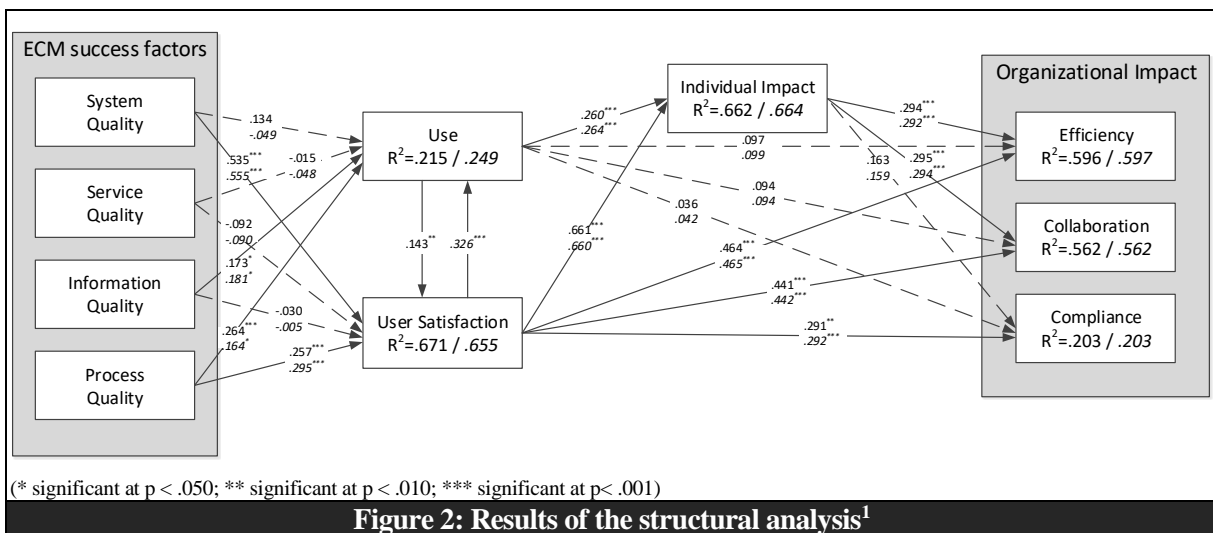 ECM success factors
System
Quality
Service
Quality
Information
Quality
Process
Quality
.134
-.049
.535***
.555***
-.015
-.048
-.092
-.090
.173*
.181*
-.030
-.005
.264***
.164*
.257***
.295***
Use
R²=.215 / .249
.143**
.326***
User Satisfaction
R²=.671 / .655
.260***
.264***
.661***
.660***
Individual Impact
R²=.662 / .664
.097
.099
.094
.094
.036
.042
.294***
.292***
.163
.159
.295***
.294***
.464***
.465***
.441***
.442***
.291**
.292***
Organizational Impact
Efficiency
R²=.596 / .597
Collaboration
R²=.562 / .562
Compliance
R²=.203 / .203
(* significant at p < .050; ** significant at p < .010; *** significant at p< .001)
Figure 2: Results of the structural analysis¹